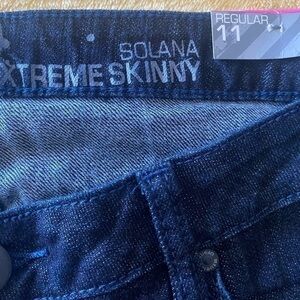 REGULAR
11
SOLANA
XTREME SKINNY